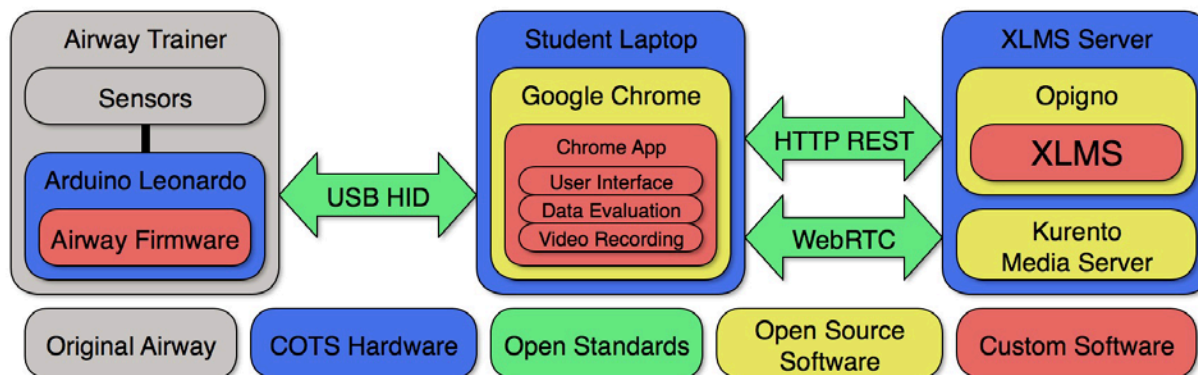 Airway Trainer
Sensors
Arduino Leonardo
Airway Firmware
USB HID
Student Laptop
Google Chrome
Chrome App
User Interface
Data Evaluation
Video Recording
HTTP REST
WebRTC
XLMS Server
Opigno
XLMS
Kurento
Media Server
Original Airway
COTS Hardware
Open Standards
Open Source
Software
Custom Software